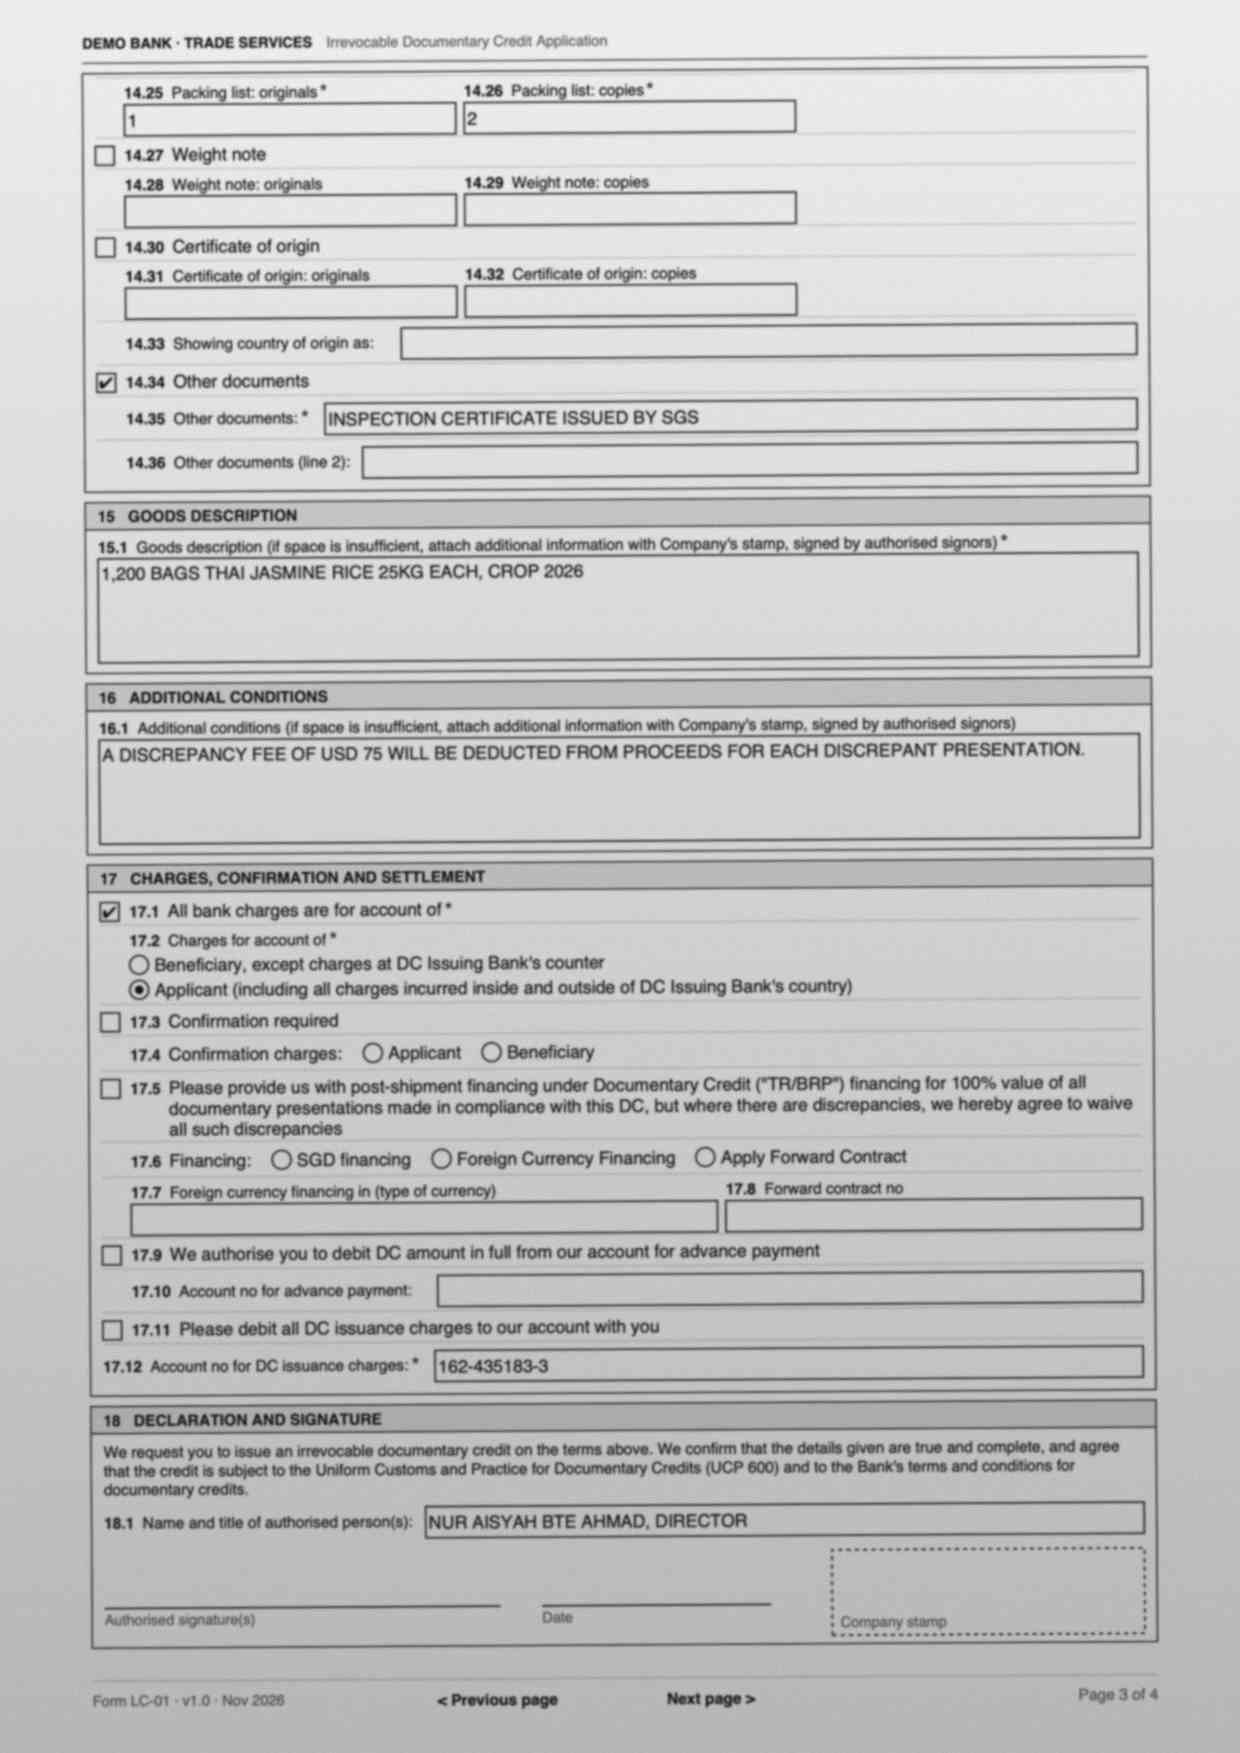 DEMO BANK · TRADE SERVICES Irrevocable Documentary Credit Application
14.25 Packing list: originals* 14.26 Packing list: copies*
1 2
14.27 Weight note
14.28 Weight note: originals 14.29 Weight note: copies
14.30 Certificate of origin
14.31 Certificate of origin: originals 14.32 Certificate of origin: copies
14.33 Showing country of origin as:
14.34 Other documents
14.35 Other documents: * INSPECTION CERTIFICATE ISSUED BY SGS
14.36 Other documents (line 2):
15 GOODS DESCRIPTION
15.1 Goods description (if space is insufficient, attach additional information with Company's stamp, signed by authorised signors) *
1,200 BAGS THAI JASMINE RICE 25KG EACH, CROP 2026
16 ADDITIONAL CONDITIONS
16.1 Additional conditions (if space is insufficient, attach additional information with Company's stamp, signed by authorised signors)
A DISCREPANCY FEE OF USD 75 WILL BE DEDUCTED FROM PROCEEDS FOR EACH DISCREPANT PRESENTATION.
17 CHARGES, CONFIRMATION AND SETTLEMENT
17.1 All bank charges are for account of *
17.2 Charges for account of *
Beneficiary, except charges at DC Issuing Bank's counter
Applicant (including all charges incurred inside and outside of DC Issuing Bank's country)
17.3 Confirmation required
17.4 Confirmation charges: Applicant Beneficiary
17.5 Please provide us with post-shipment financing under Documentary Credit ("TR/BRP") financing for 100% value of all
documentary presentations made in compliance with this DC, but where there are discrepancies, we hereby agree to waive
all such discrepancies
17.6 Financing: SGD financing Foreign Currency Financing Apply Forward Contract
17.7 Foreign currency financing in (type of currency) 17.8 Forward contract no
17.9 We authorise you to debit DC amount in full from our account for advance payment
17.10 Account no for advance payment:
17.11 Please debit all DC issuance charges to our account with you
17.12 Account no for DC issuance charges: * 162-435183-3
18 DECLARATION AND SIGNATURE
We request you to issue an irrevocable documentary credit on the terms above. We confirm that the details given are true and complete, and agree
that the credit is subject to the Uniform Customs and Practice for Documentary Credits (UCP 600) and to the Bank's terms and conditions for
documentary credits.
18.1 Name and title of authorised person(s): NUR AISYAH BTE AHMAD, DIRECTOR
Authorised signature(s) Date Company stamp
Form LC-01 · v1.0 · Nov 2026 < Previous page Next page > Page 3 of 4